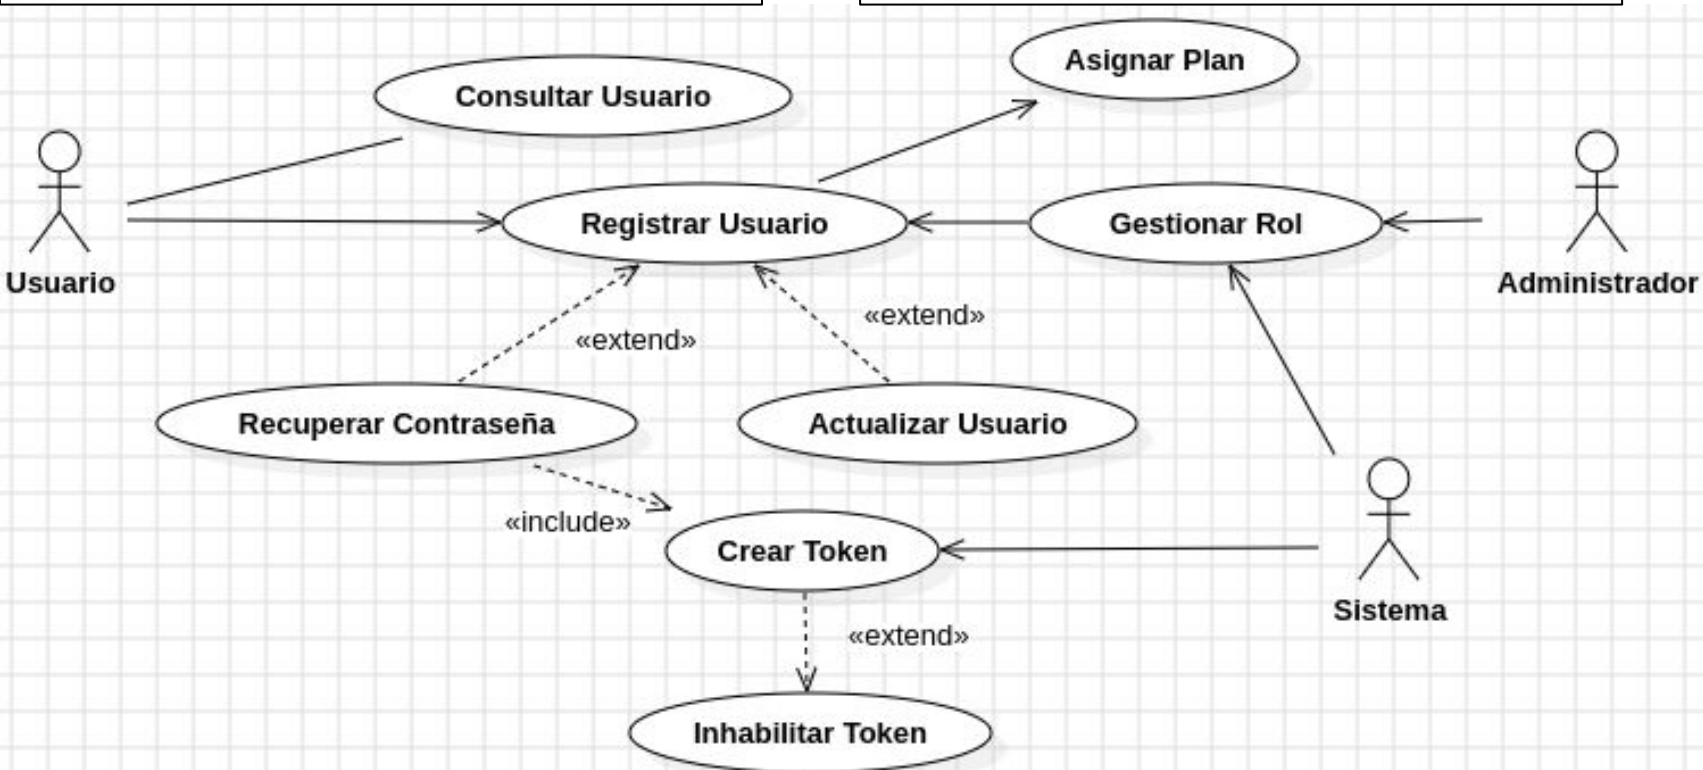 Asignar Plan
Consultar Usuario
Registrar Usuario
Gestionar Rol
Usuario
Administrador
«extend»
«extend»
Recuperar Contraseña
Actualizar Usuario
«include»
Crear Token
Sistema
«extend»
Inhabilitar Token